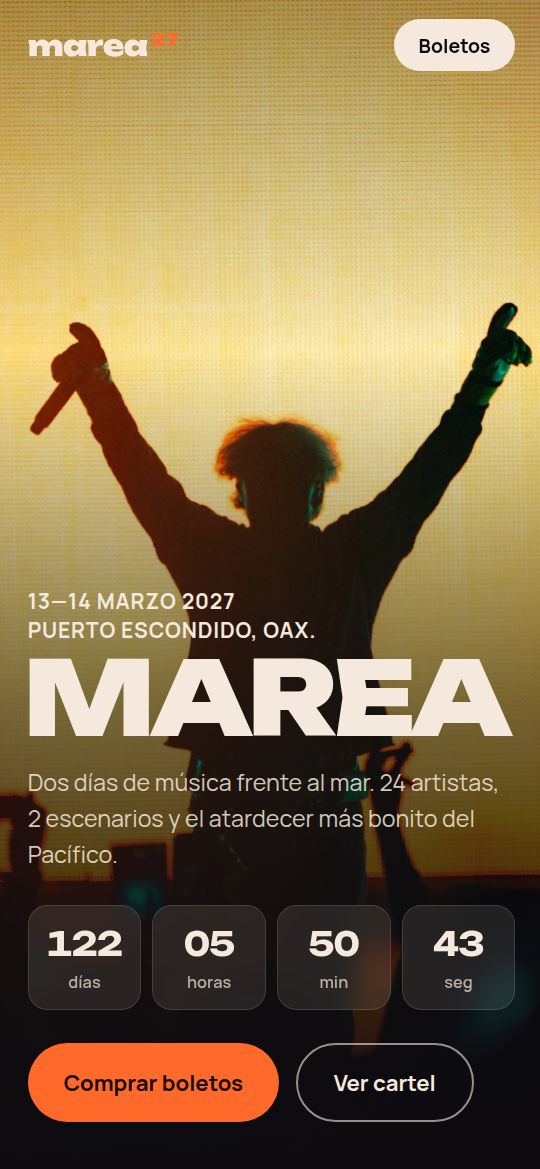 marea27
Boletos
13—14 MARZO 2027
PUERTO ESCONDIDO, OAX.
MAREA
Dos días de música frente al mar. 24 artistas,
2 escenarios y el atardecer más bonito del
Pacífico.
122 05 50 43
días horas min seg
Comprar boletos Ver cartel